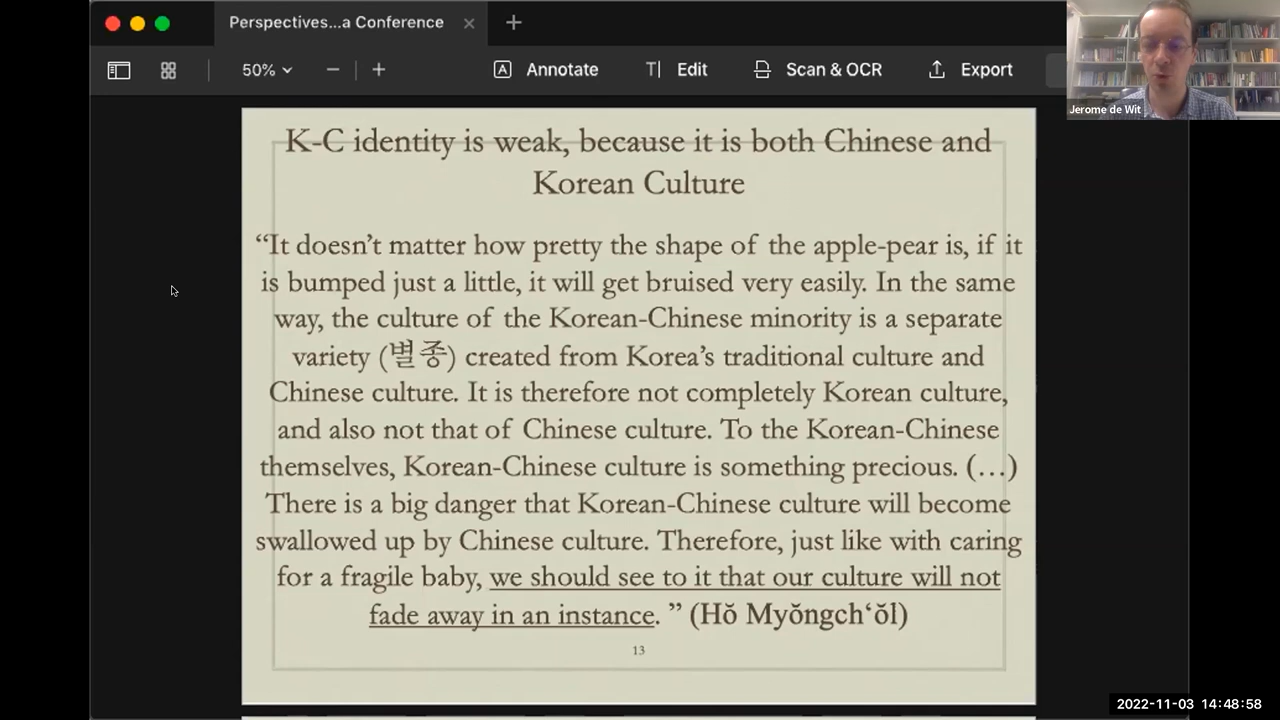 Perspectives...a Conference
50%
Annotate
Edit
Scan & OCR
Export
Jerome de Wit
K-C identity is weak, because it is both Chinese and
Korean Culture
“It doesn’t matter how pretty the shape of the apple-pear is, if it
is bumped just a little, it will get bruised very easily. In the same
way, the culture of the Korean-Chinese minority is a separate
variety (별종) created from Korea’s traditional culture and
Chinese culture. It is therefore not completely Korean culture,
and also not that of Chinese culture. To the Korean-Chinese
themselves, Korean-Chinese culture is something precious. (…)
There is a big danger that Korean-Chinese culture will become
swallowed up by Chinese culture. Therefore, just like with caring
for a fragile baby, we should see to it that our culture will not
fade away in an instance. ” (Hŏ Myŏngch‘ŏl)
13
2022-11-03 14:48:58